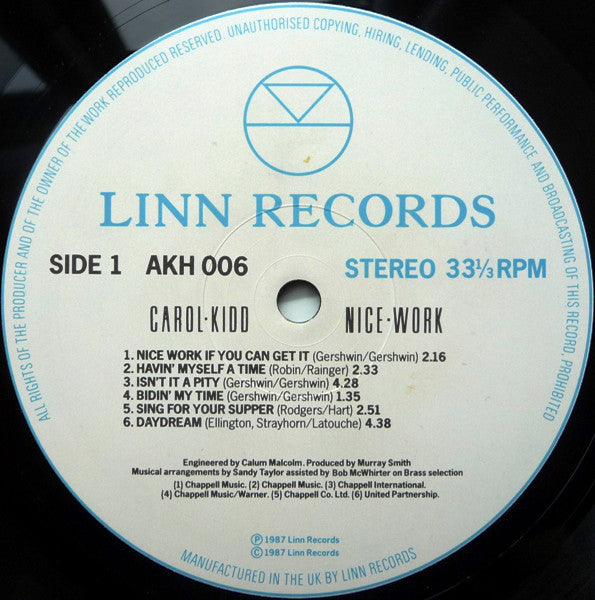 ALL RIGHTS OF THE PRODUCER AND OF THE OWNER OF THE WORK REPRODUCED RESERVED. UNAUTHORISED COPYING, HIRING, LENDING, PUBLIC PERFORMANCE AND BROADCASTING OF THIS RECORD, PROHIBITED
LINN RECORDS
SIDE 1 AKH 006 STEREO 33⅓ RPM
CAROL·KIDD NICE·WORK
1. NICE WORK IF YOU CAN GET IT (Gershwin/Gershwin) 2.16
2. HAVIN' MYSELF A TIME (Robin/Rainger) 2.33
3. ISN'T IT A PITY (Gershwin/Gershwin) 4.28
4. BIDIN' MY TIME (Gershwin/Gershwin) 1.35
5. SING FOR YOUR SUPPER (Rodgers/Hart) 2.51
6. DAYDREAM (Ellington, Strayhorn/Latouche) 4.38
Engineered by Calum Malcolm. Produced by Murray Smith
Musical arrangements by Sandy Taylor assisted by Bob McWhirter on Brass selection
(1) Chappell Music. (2) Chappell Music. (3) Chappell International.
(4) Chappell Music/Warner. (5) Chappell Co. Ltd. (6) United Partnership.
Ⓟ 1987 Linn Records
© 1987 Linn Records
MANUFACTURED IN THE UK BY LINN RECORDS